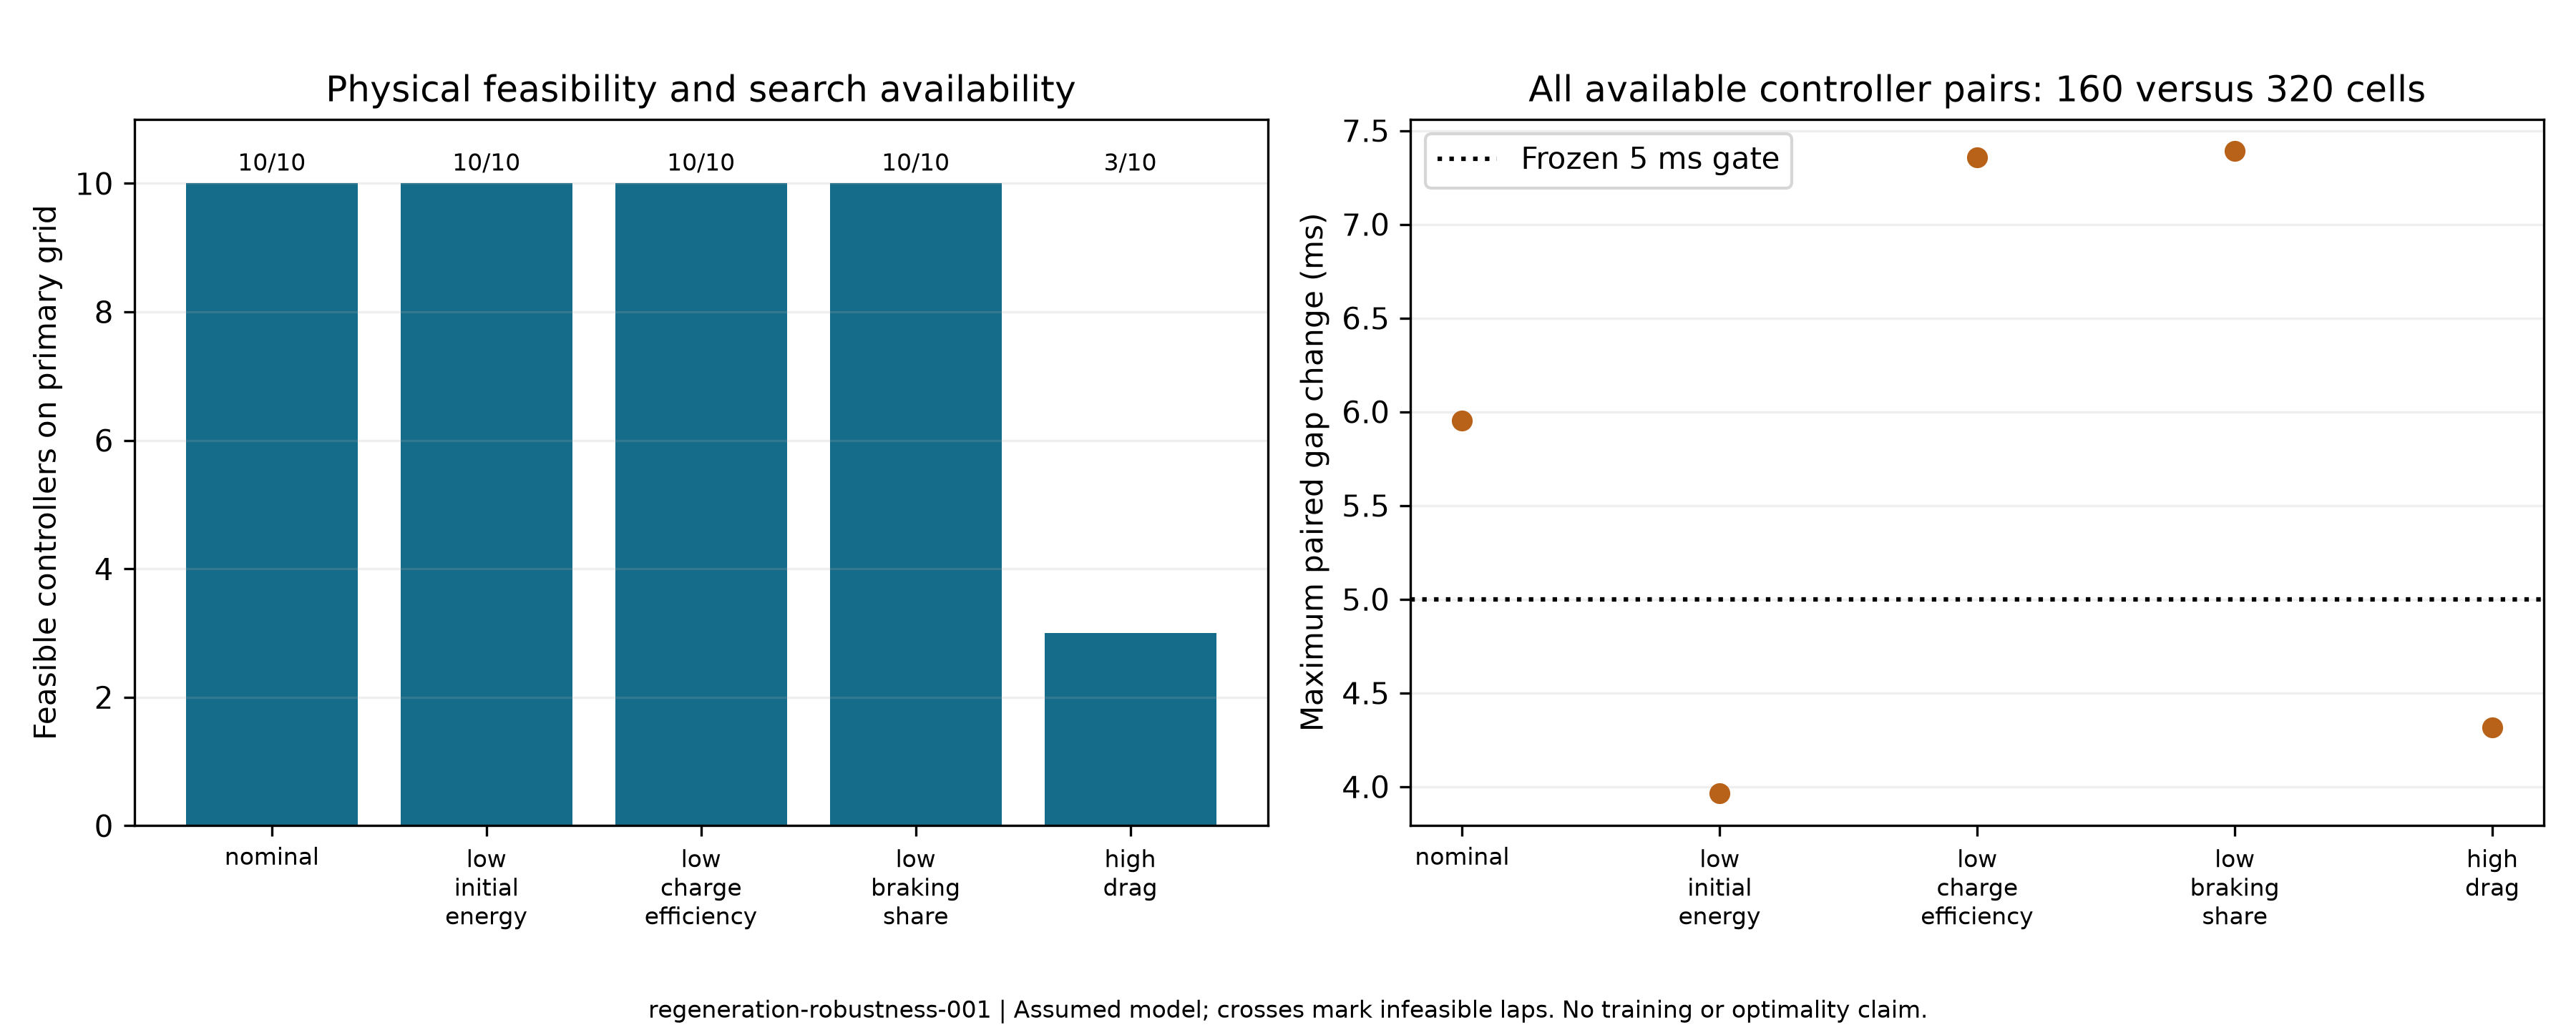 Physical feasibility and search availability
Feasible controllers on primary grid
10
8
6
4
2
0
10/10
10/10
10/10
10/10
3/10
nominal
low
initial
energy
low
charge
efficiency
low
braking
share
high
drag
All available controller pairs: 160 versus 320 cells
Maximum paired gap change (ms)
7.5
7.0
6.5
6.0
5.5
5.0
4.5
4.0
Frozen 5 ms gate
nominal
low
initial
energy
low
charge
efficiency
low
braking
share
high
drag
regeneration-robustness-001 | Assumed model; crosses mark infeasible laps. No training or optimality claim.